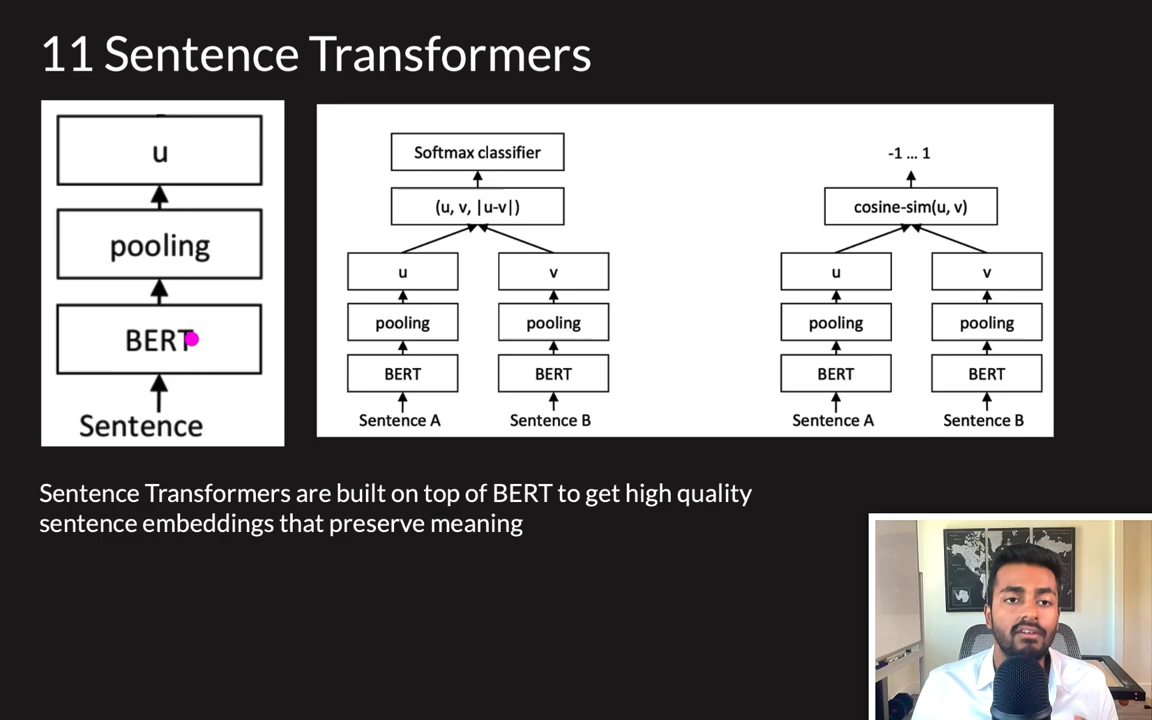 11 Sentence Transformers
u
pooling
BERT
Sentence
Softmax classifier
(u, v, |u-v|)
u v
pooling pooling
BERT BERT
Sentence A Sentence B
-1 … 1
cosine-sim(u, v)
u v
pooling pooling
BERT BERT
Sentence A Sentence B
Sentence Transformers are built on top of BERT to get high quality
sentence embeddings that preserve meaning